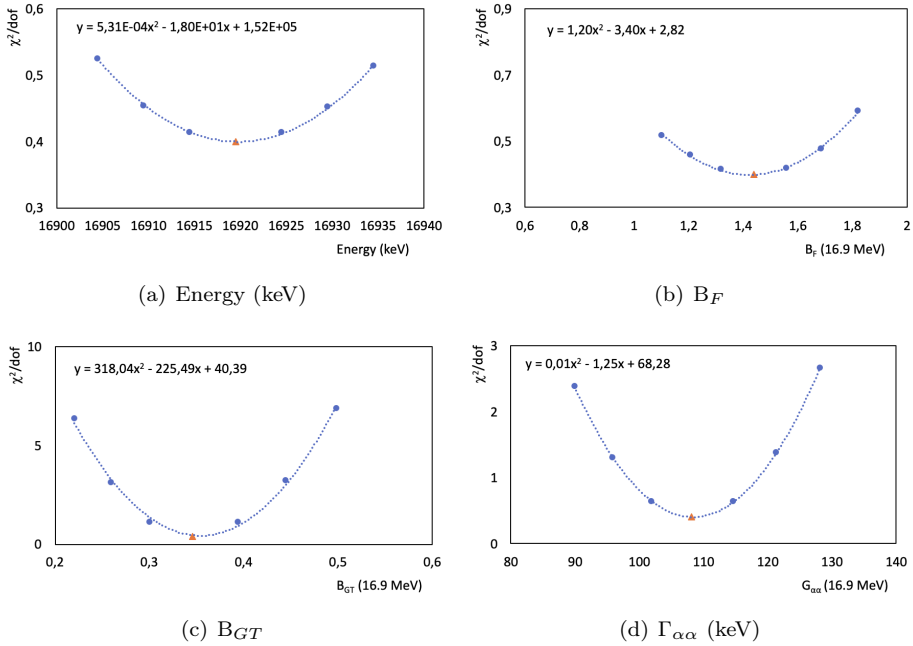 χ²/dof
0,6
y = 5,31E-04x² - 1,80E+01x + 1,52E+05
0,5
0,4
0,3
16900 16905 16910 16915 16920 16925 16930 16935 16940
Energy (keV)
(a) Energy (keV)
χ²/dof
0,9
y = 1,20x² - 3,40x + 2,82
0,7
0,5
0,3
0,6 0,8 1 1,2 1,4 1,6 1,8 2
B_F (16.9 MeV)
(b) B_F
χ²/dof
10
y = 318,04x² - 225,49x + 40,39
5
0
0,2 0,3 0,4 0,5 0,6
B_GT (16.9 MeV)
(c) B_GT
χ²/dof
3
y = 0,01x² - 1,25x + 68,28
2
1
0
80 90 100 110 120 130 140
G_αα (16.9 MeV)
(d) Γ_αα (keV)